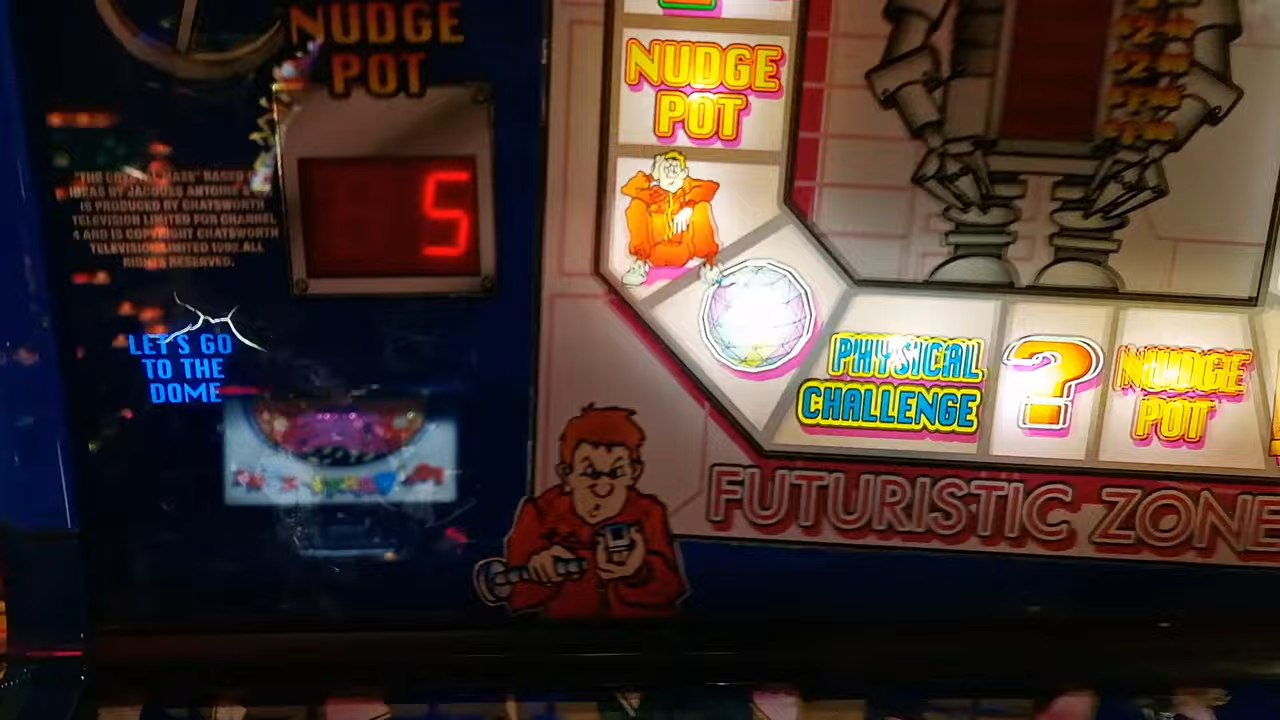 NUDGE
POT
5
"THE CRYSTAL MAZE" BASED
IDEAS BY JACQUES ANTOINE
IS PRODUCED BY CHATSWORTH
TELEVISION LIMITED FOR CHANNEL
4 AND IS COPYRIGHT CHATSWORTH
TELEVISION LIMITED 1992. ALL
RIGHTS RESERVED.
LET'S GO
TO THE
DOME
NUDGE
POT
PHYSICAL
CHALLENGE
?
NUDGE
POT
FUTURISTIC ZONE